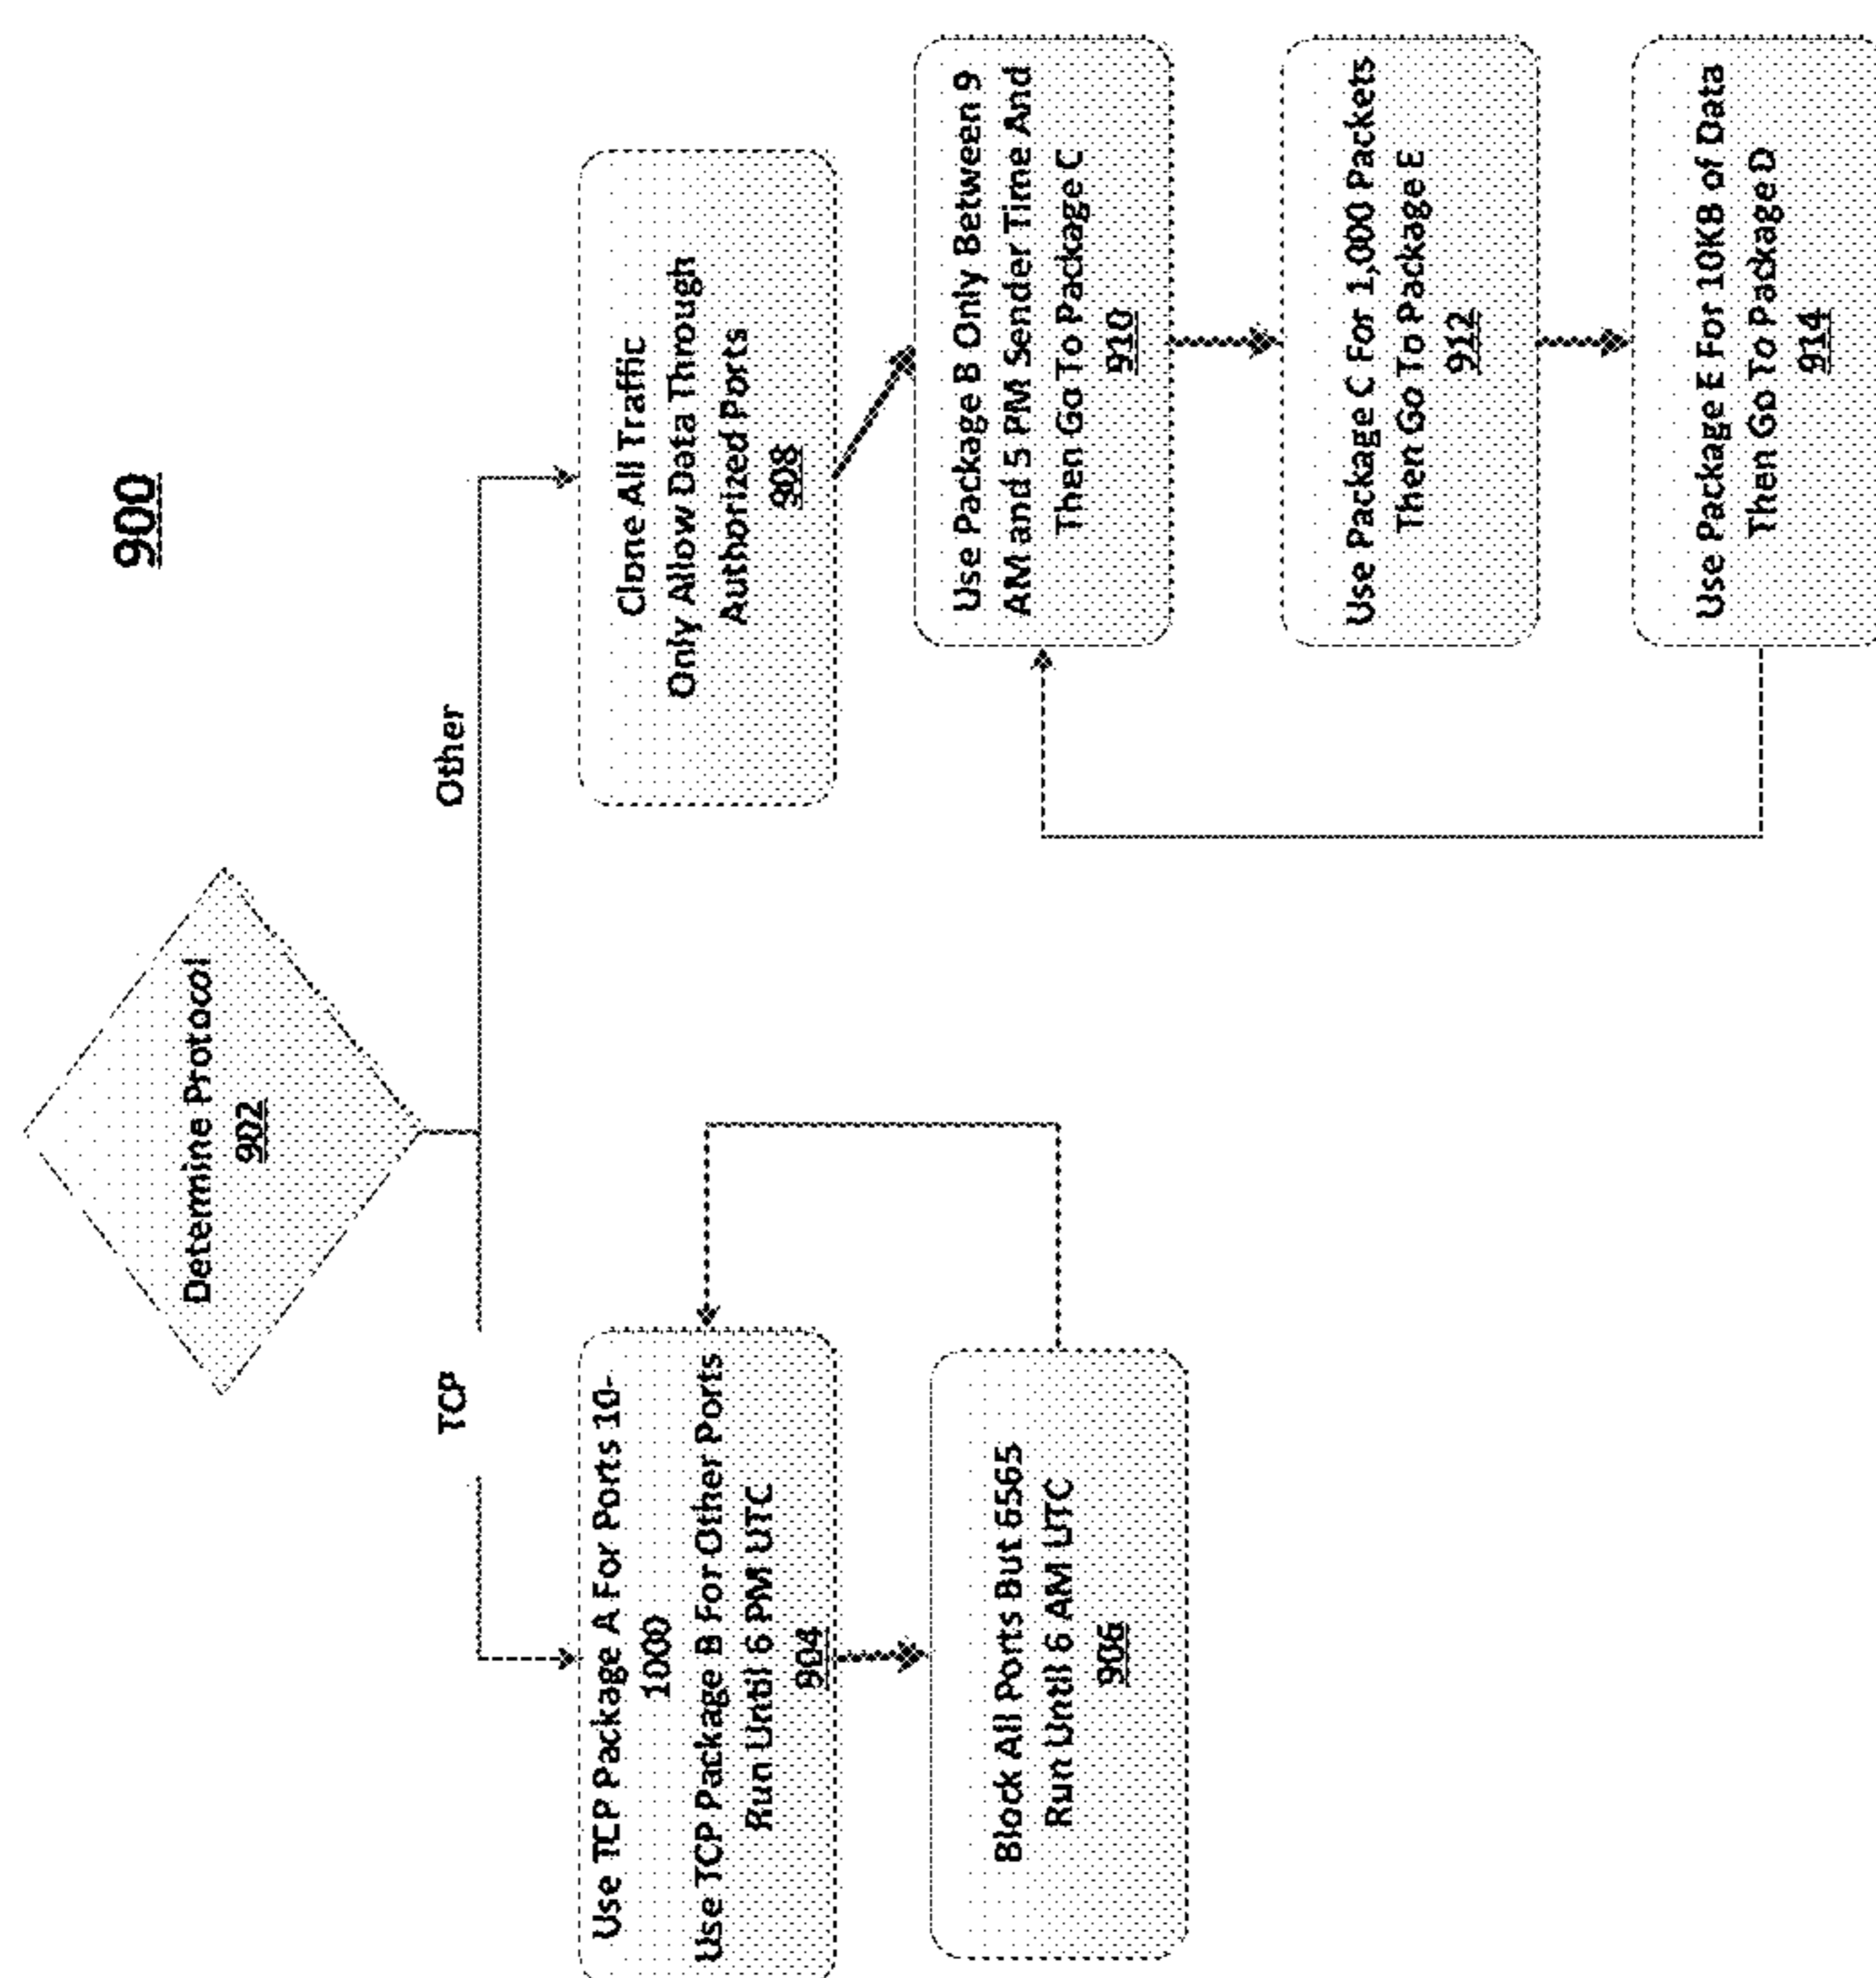 900
Determine Protocol
902
TCP
Other
Use TCP Package A For Ports 10-
1000
Use TCP Package B For Other Ports
Run Until 6 PM UTC
904
Block All Ports But 6565
Run Until 6 AM UTC
906
Clone All Traffic
Only Allow Data Through
Authorized Ports
908
Use Package B Only Between 9
AM and 5 PM Sender Time And
Then Go To Package C
910
Use Package C For 1,000 Packets
Then Go To Package E
912
Use Package E For 10KB of Data
Then Go To Package D
914